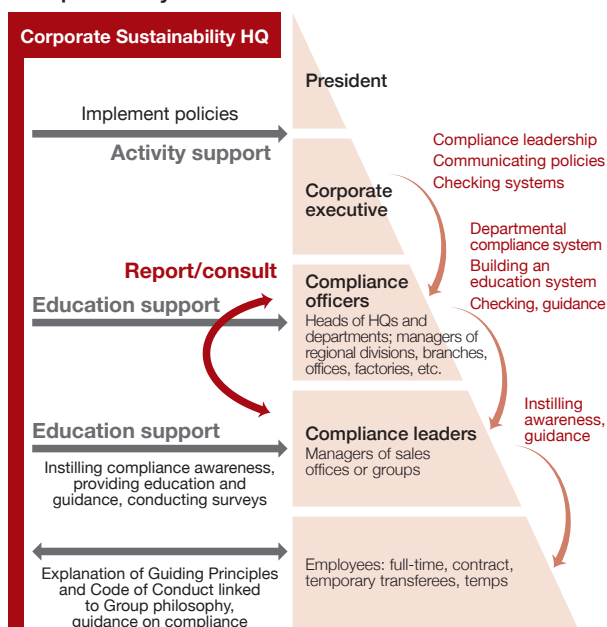 Corporate Sustainability HQ
President
Implement policies
Activity support
Compliance leadership
Communicating policies
Checking systems
Corporate
executive
Departmental
compliance system
Building an
education system
Checking, guidance
Report/consult
Education support
Compliance
officers
Heads of HQs and
departments; managers of
regional divisions, branches,
offices, factories, etc.
Instilling
awareness,
guidance
Education support
Instilling compliance awareness,
providing education and
guidance, conducting surveys
Compliance leaders
Managers of sales
offices or groups
Employees: full-time, contract,
temporary transferees, temps
Explanation of Guiding Principles
and Code of Conduct linked
to Group philosophy,
guidance on compliance